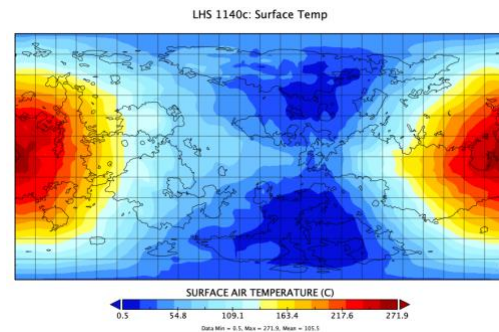 LHS 1140c: Surface Temp
SURFACE AIR TEMPERATURE (C)
0.5 54.8 109.1 163.4 217.6 271.9
Data Min = 0.5, Max = 271.9, Mean = 105.5